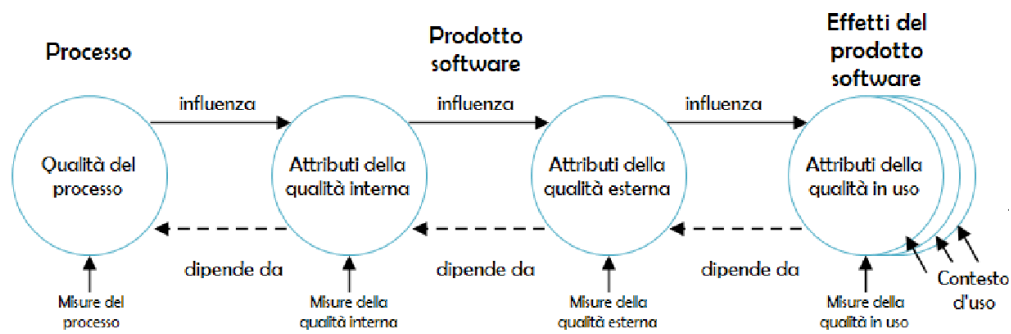 Processo
Prodotto
software
Effetti del
prodotto
software
influenza
influenza
influenza
Qualità del
processo
Attributi della
qualità interna
Attributi della
qualità esterna
Attributi della
qualità in uso
dipende da
dipende da
dipende da
Contesto
d'uso
Misure del
processo
Misure della
qualità interna
Misure della
qualità esterna
Misure della
qualità in uso